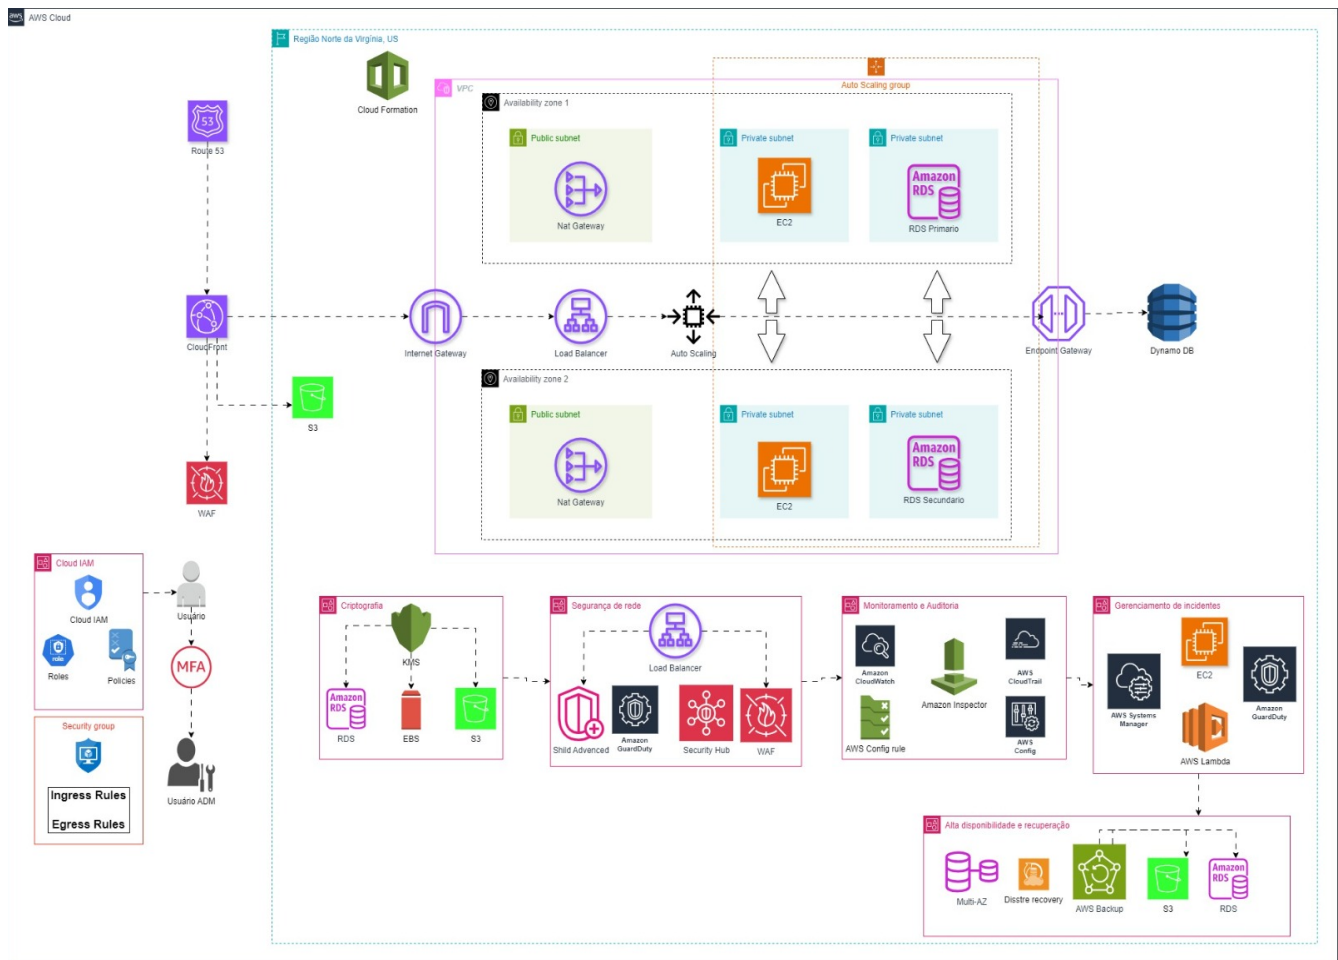 aws
AWS Cloud
Região Norte da Virgínia, US
Cloud Formation
Auto Scaling group
VPC
Availability zone 1
Public subnet
Nat Gateway
Private subnet
EC2
Private subnet
Amazon
RDS
RDS Primario
53
Route 53
CloudFront
Internet Gateway
Load Balancer
Auto Scaling
Endpoint Gateway
Dynamo DB
S3
WAF
Availability zone 2
Public subnet
Nat Gateway
Private subnet
EC2
Private subnet
Amazon
RDS
RDS Secundario
Cloud IAM
Cloud IAM
role
Roles
Policies
Usuário
MFA
Usuário ADM
Security group
Ingress Rules
Egress Rules
Criptografia
KMS
Amazon
RDS
RDS
EBS
S3
Segurança de rede
Load Balancer
Shild Advenced
Amazon
GuardDuty
Security Hub
WAF
Monitoramento e Auditoria
Amazon
CloudWatch
AWS Config rule
Amazon Inspector
AWS
CloudTrail
AWS
Config
Gerenciamento de incidentes
AWS Systems
Manager
EC2
AWS Lambda
Amazon
GuardDuty
Alta disponibilidade e recuperação
Multi-AZ
Disstre recovery
AWS Backup
S3
Amazon
RDS
RDS